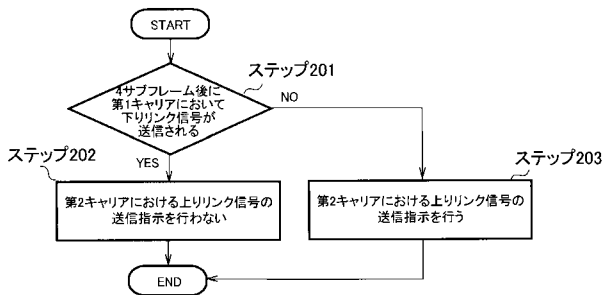 START
ステップ201
4サブフレーム後に
第1キャリアにおいて
下りリンク信号が
送信される
NO
YES
ステップ202
第2キャリアにおける上りリンク信号の
送信指示を行わない
ステップ203
第2キャリアにおける上りリンク信号の
送信指示を行う
END